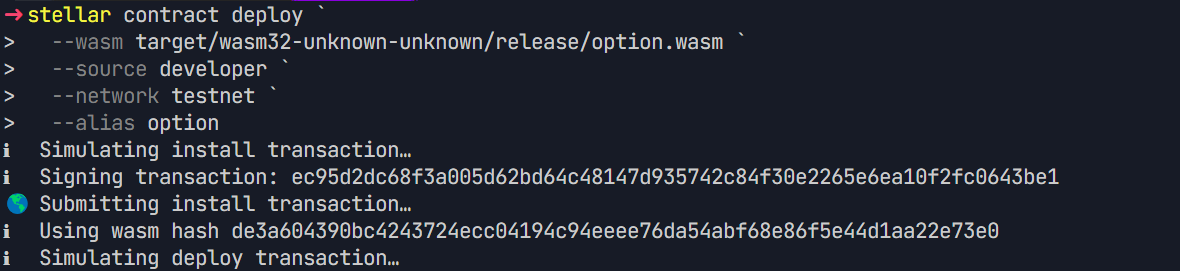 → stellar contract deploy `
>   --wasm target/wasm32-unknown-unknown/release/option.wasm `
>   --source developer `
>   --network testnet `
>   --alias option
ℹ  Simulating install transaction…
ℹ  Signing transaction: ec95d2dc68f3a005d62bd64c48147d935742c84f30e2265e6ea10f2fc0643be1
🌎 Submitting install transaction…
ℹ  Using wasm hash de3a604390bc4243724ecc04194c94eeee76da54abf68e86f5e44d1aa22e73e0
ℹ  Simulating deploy transaction…